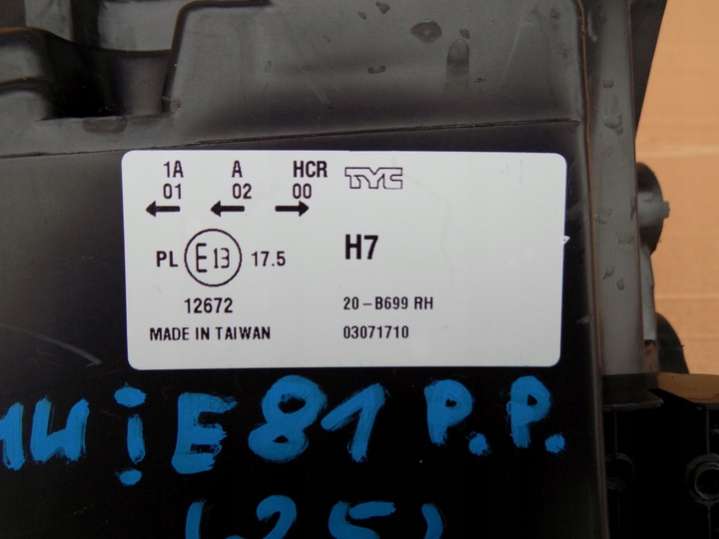 1A A HCR TYC
01 02 00
PL E13 17.5 H7
12672 20-B699 RH
MADE IN TAIWAN 03071710
E81 P.P.
(25)